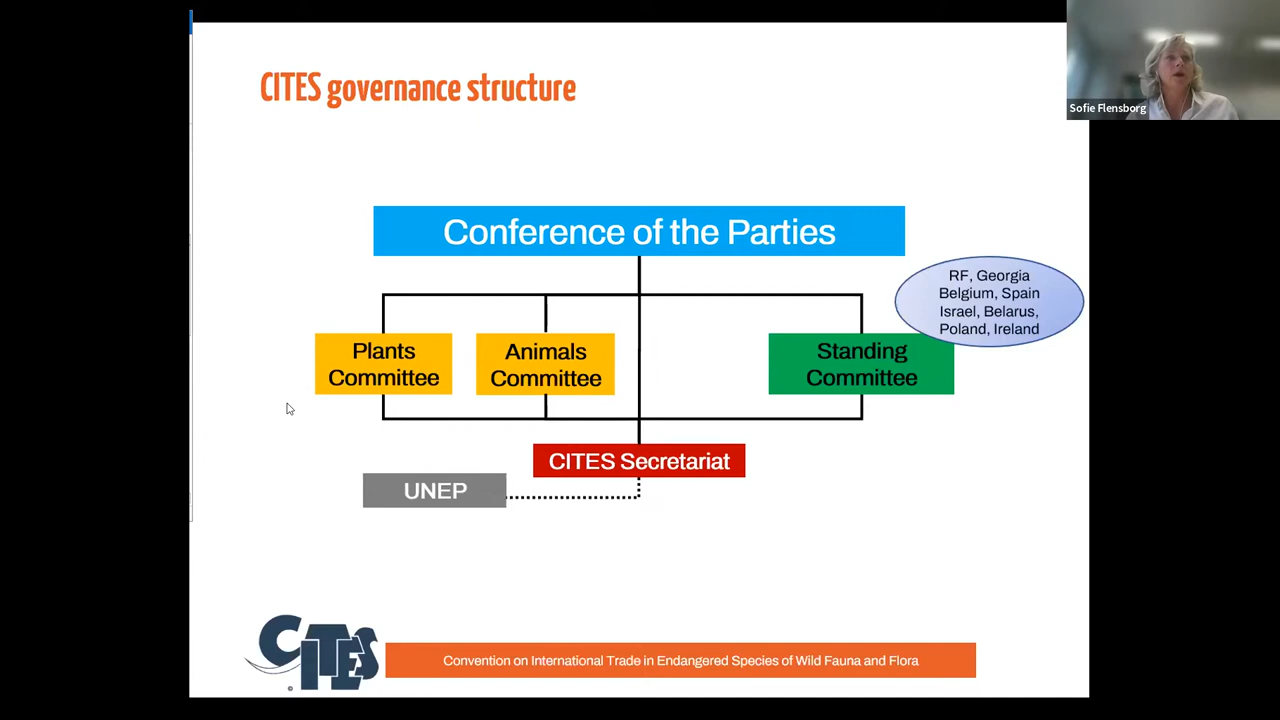 CITES governance structure
Sofie Flensborg
Conference of the Parties
RF, Georgia
Belgium, Spain
Israel, Belarus,
Poland, Ireland
Plants
Committee
Animals
Committee
Standing
Committee
CITES Secretariat
UNEP
CITES
©
Convention on International Trade in Endangered Species of Wild Fauna and Flora